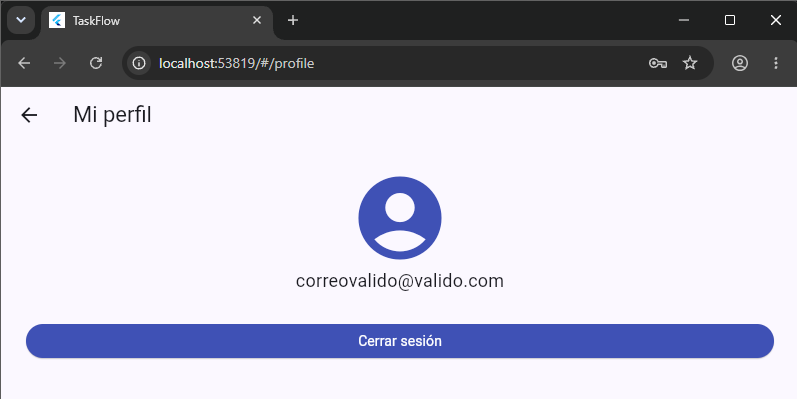 TaskFlow
localhost:53819/#/profile
Mi perfil
correovalido@valido.com
Cerrar sesión